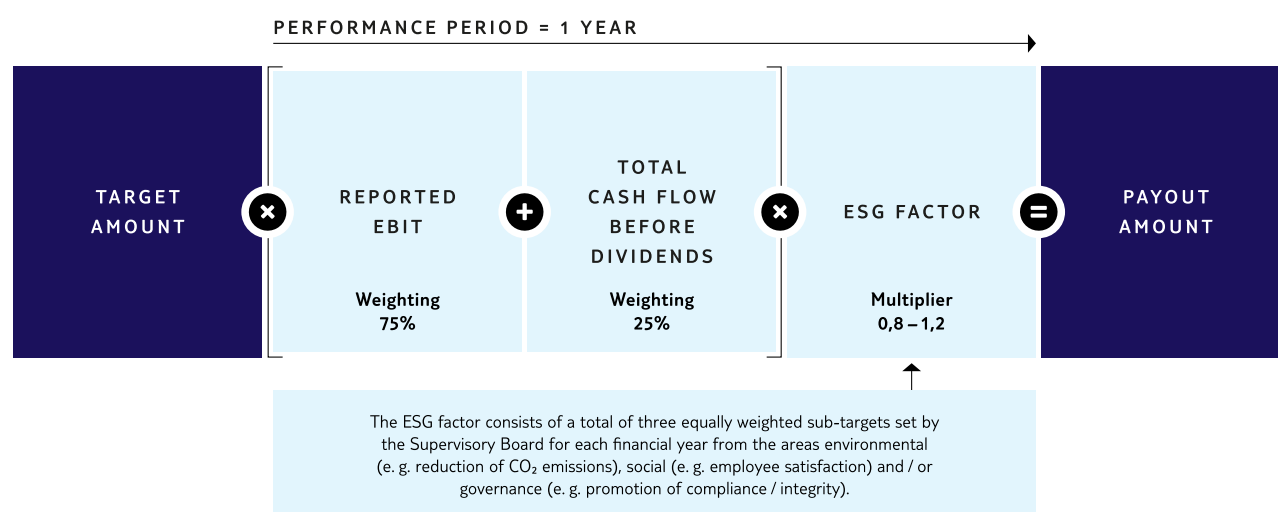 PERFORMANCE PERIOD = 1 YEAR
TARGET
AMOUNT
×
REPORTED
EBIT
Weighting
75%
+
TOTAL
CASH FLOW
BEFORE
DIVIDENDS
Weighting
25%
×
ESG FACTOR
Multiplier
0,8 – 1,2
=
PAYOUT
AMOUNT
The ESG factor consists of a total of three equally weighted sub-targets set by
the Supervisory Board for each financial year from the areas environmental
(e. g. reduction of CO₂ emissions), social (e. g. employee satisfaction) and / or
governance (e. g. promotion of compliance / integrity).